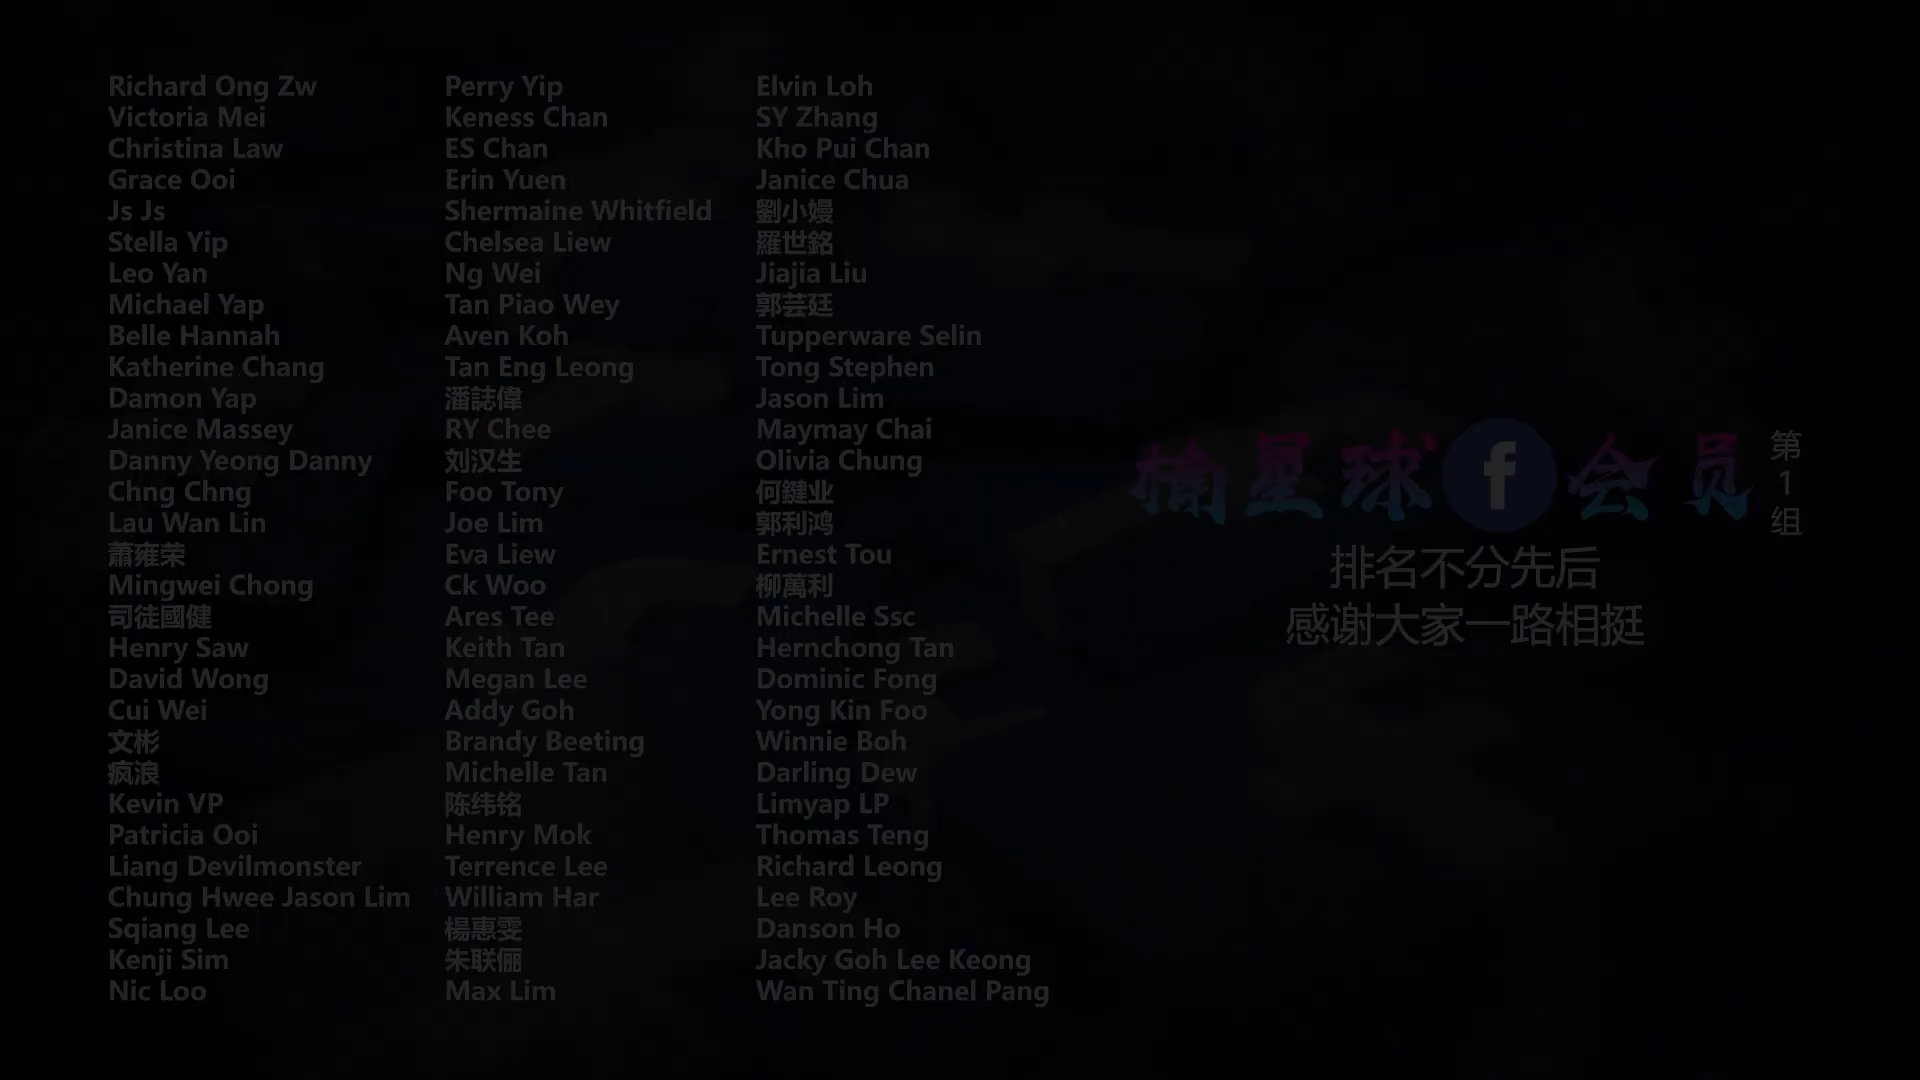 Richard Ong Zw
Victoria Mei
Christina Law
Grace Ooi
Js Js
Stella Yip
Leo Yan
Michael Yap
Belle Hannah
Katherine Chang
Damon Yap
Janice Massey
Danny Yeong Danny
Chng Chng
Lau Wan Lin
蕭雍荣
Mingwei Chong
司徒國健
Henry Saw
David Wong
Cui Wei
文彬
疯浪
Kevin VP
Patricia Ooi
Liang Devilmonster
Chung Hwee Jason Lim
Sqiang Lee
Kenji Sim
Nic Loo
Perry Yip
Keness Chan
ES Chan
Erin Yuen
Shermaine Whitfield
Chelsea Liew
Ng Wei
Tan Piao Wey
Aven Koh
Tan Eng Leong
潘誌偉
RY Chee
刘汉生
Foo Tony
Joe Lim
Eva Liew
Ck Woo
Ares Tee
Keith Tan
Megan Lee
Addy Goh
Brandy Beeting
Michelle Tan
陈纬铭
Henry Mok
Terrence Lee
William Har
楊惠雯
朱联俪
Max Lim
Elvin Loh
SY Zhang
Kho Pui Chan
Janice Chua
劉小嫚
羅世銘
Jiajia Liu
郭芸廷
Tupperware Selin
Tong Stephen
Jason Lim
Maymay Chai
Olivia Chung
何鍵业
郭利鸿
Ernest Tou
柳萬利
Michelle Ssc
Hernchong Tan
Dominic Fong
Yong Kin Foo
Winnie Boh
Darling Dew
Limyap LP
Thomas Teng
Richard Leong
Lee Roy
Danson Ho
Jacky Goh Lee Keong
Wan Ting Chanel Pang
摘星球 f 会员
第1组
排名不分先后
感谢大家一路相挺